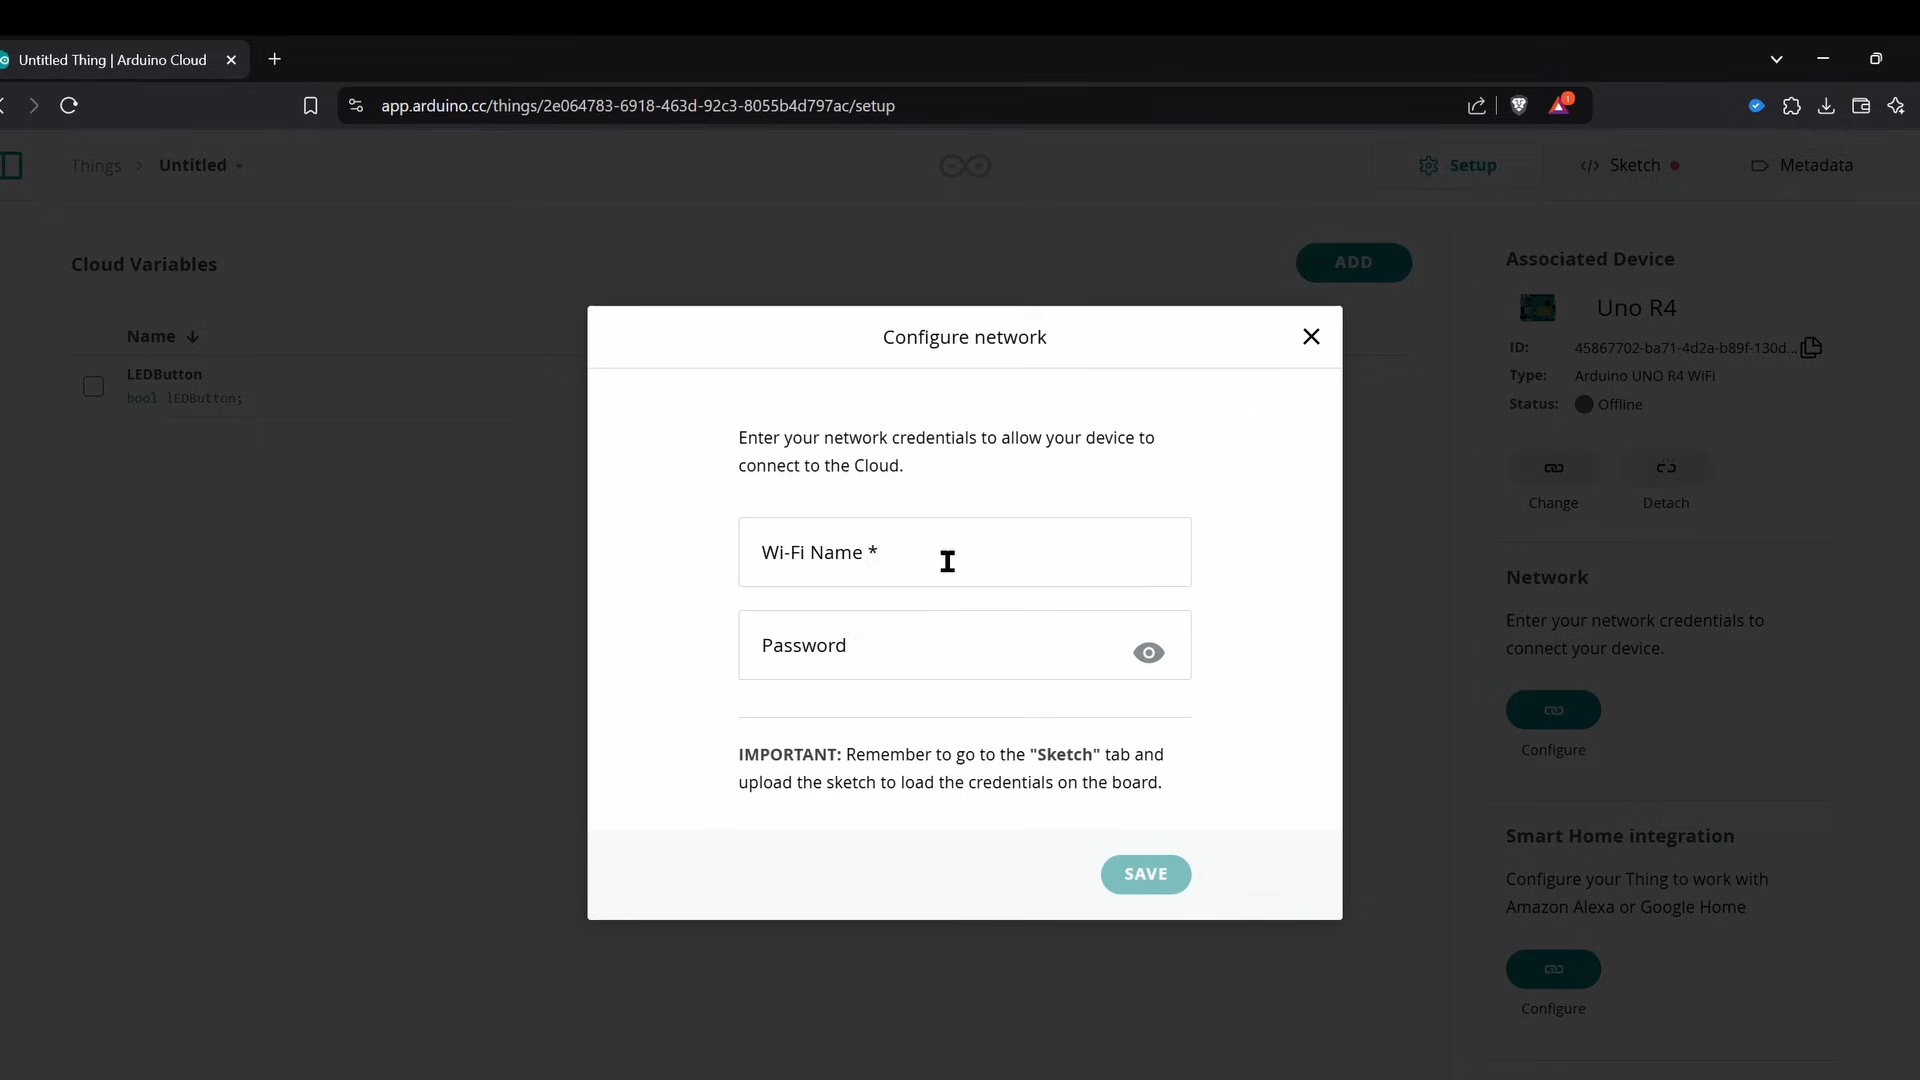 Untitled Thing | Arduino Cloud
app.arduino.cc/things/2e064783-6918-463d-92c3-8055b4d797ac/setup
1
Things > Untitled
Setup
</> Sketch
Metadata
Cloud Variables
ADD
Name
LEDButton
bool lEDButton;
Configure network
Enter your network credentials to allow your device to
connect to the Cloud.
Wi-Fi Name *
Password
IMPORTANT: Remember to go to the "Sketch" tab and
upload the sketch to load the credentials on the board.
SAVE
Associated Device
Uno R4
ID: 45867702-ba71-4d2a-b89f-130d...
Type: Arduino UNO R4 WiFi
Status: Offline
Change
Detach
Network
Enter your network credentials to
connect your device.
Configure
Smart Home integration
Configure your Thing to work with
Amazon Alexa or Google Home
Configure